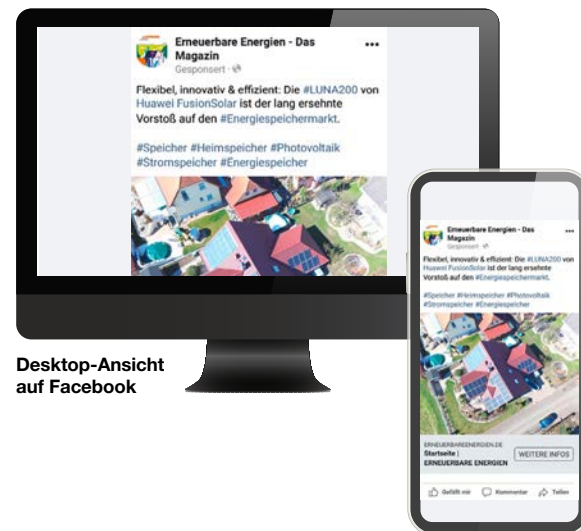 Erneuerbare Energien - Das
Magazin
Gesponsert ·
Flexibel, innovativ & effizient: Die #LUNA200 von
Huawei FusionSolar ist der lang ersehnte
Vorstoß auf den #Energiespeichermarkt.
#Speicher #Heimspeicher #Photovoltaik
#Stromspeicher #Energiespeicher
Desktop-Ansicht
auf Facebook
Erneuerbare Energien - Das
Magazin
Gesponsert ·
Flexibel, innovativ & effizient: Die #LUNA200 von
Huawei FusionSolar ist der lang ersehnte
Vorstoß auf den #Energiespeichermarkt.
#Speicher #Heimspeicher #Photovoltaik
#Stromspeicher #Energiespeicher
ERNEUERBAREENERGIEN.DE
Startseite |
ERNEUERBARE ENERGIEN
WEITERE INFOS
Gefällt mir Kommentar Teilen